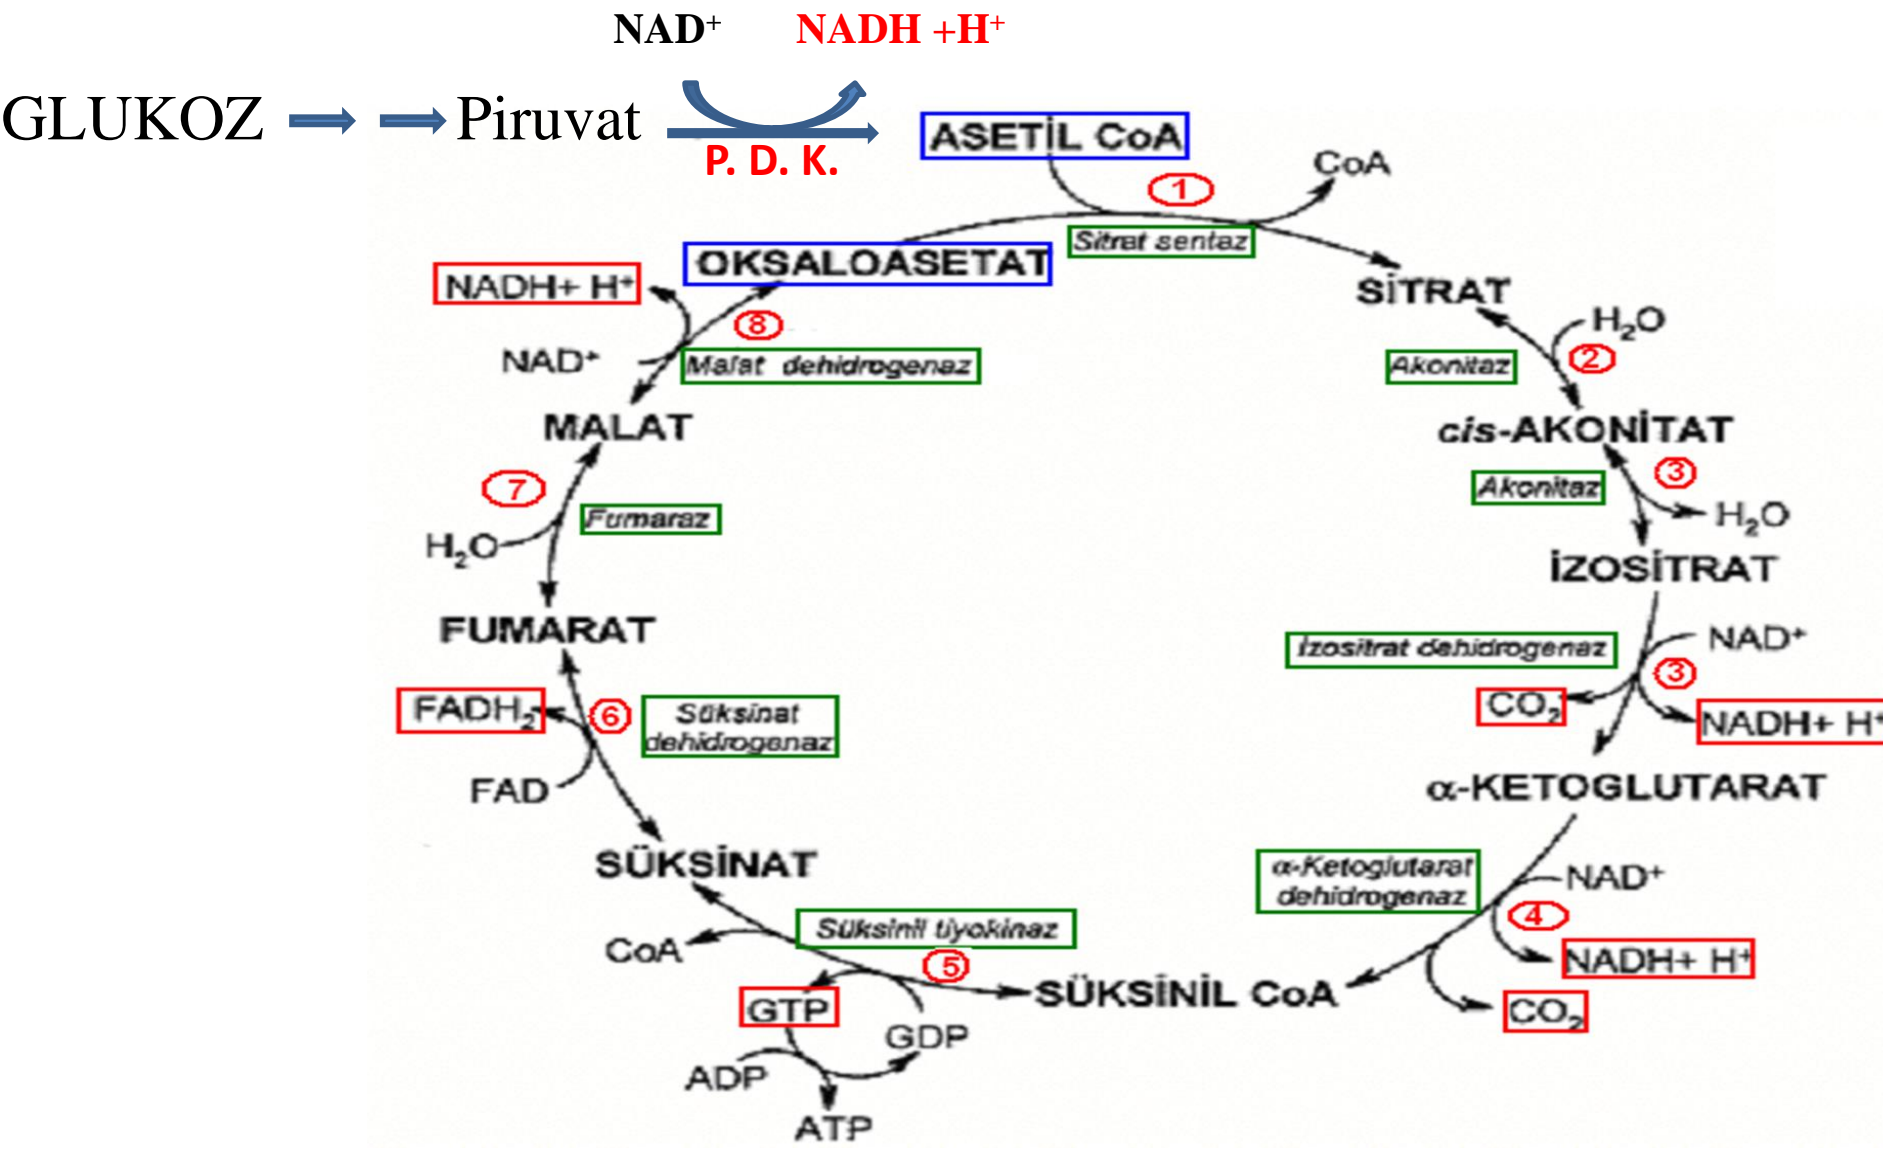 NAD⁺ NADH +H⁺
GLUKOZ Piruvat
P. D. K.
ASETİL CoA
CoA
1
Sitrat sentaz
OKSALOASETAT
SİTRAT
NADH+ H⁺
8
NAD⁺
Malat dehidrogenaz
H₂O
2
Akonitaz
MALAT
cis-AKONİTAT
3
Akonitaz
H₂O
7
Fumaraz
H₂O
İZOSİTRAT
FUMARAT
İzositrat dehidrogenaz
NAD⁺
3
CO₂
NADH+ H⁺
FADH₂
6
Süksinat
dehidrogenaz
FAD
α-KETOGLUTARAT
SÜKSİNAT
α-Ketoglutarat
dehidrogenaz
NAD⁺
4
NADH+ H⁺
CO₂
Süksinil tiyokinaz
CoA
5
SÜKSİNİL CoA
GTP
GDP
ADP
ATP